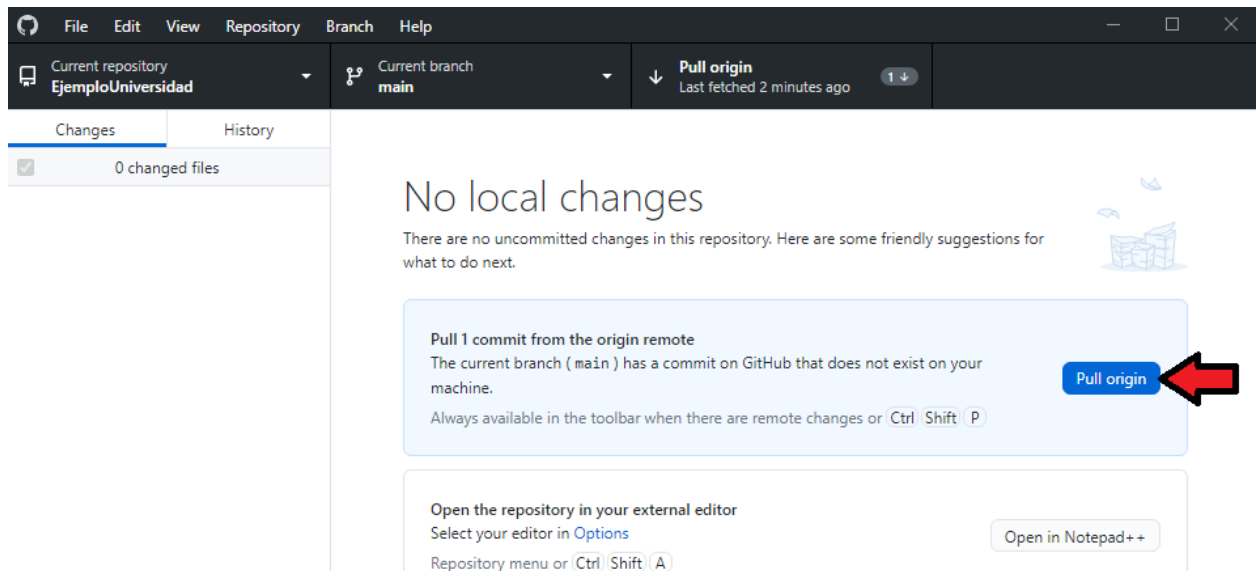 File Edit View Repository Branch Help
Current repository
EjemploUniversidad
Current branch
main
Pull origin
Last fetched 2 minutes ago
1
Changes
History
0 changed files
No local changes
There are no uncommitted changes in this repository. Here are some friendly suggestions for
what to do next.
Pull 1 commit from the origin remote
The current branch ( main ) has a commit on GitHub that does not exist on your
machine.
Always available in the toolbar when there are remote changes or Ctrl Shift P
Pull origin
Open the repository in your external editor
Select your editor in Options
Repository menu or Ctrl Shift A
Open in Notepad++